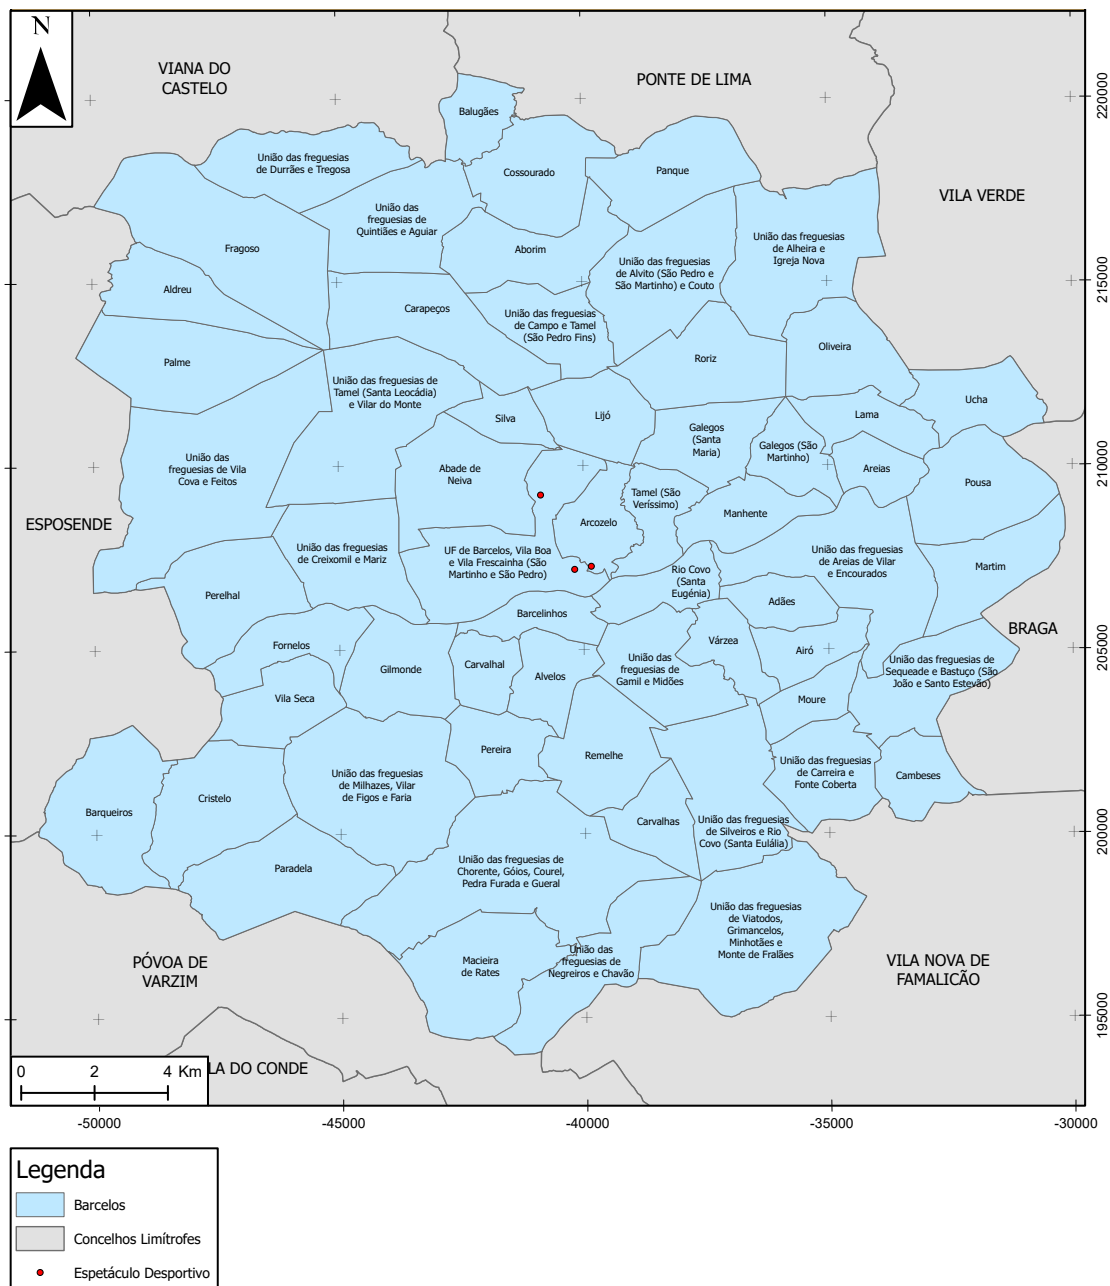 N
VIANA DO
CASTELO
PONTE DE LIMA
VILA VERDE
ESPOSENDE
BRAGA
PÓVOA DE
VARZIM
LA DO CONDE
VILA NOVA DE
FAMALICÃO
Balugães
União das freguesias
de Durrães e Tregosa
Cossourado
Panque
União das
freguesias de
Quintiães e Aguiar
Fragoso
Aborim
União das freguesias
de Alvito (São Pedro e
São Martinho) e Couto
União das freguesias
de Alheira e
Igreja Nova
Aldreu
Carapeços
União das freguesias
de Campo e Tamel
(São Pedro Fins)
Palme
Roriz
Oliveira
União das freguesias de
Tamel (Santa Leocádia)
e Vilar do Monte
Silva
Lijó
Lama
Ucha
Galegos
(Santa
Maria)
Galegos (São
Martinho)
União das
freguesias de Vila
Cova e Feitos
Abade de
Neiva
Areias
Pousa
Tamel (São
Veríssimo)
Arcozelo
Manhente
União das freguesias
de Creixomil e Mariz
UF de Barcelos, Vila Boa
e Vila Frescainha (São
Martinho e São Pedro)
União das freguesias
de Areias de Vilar
e Encourados
Martim
Rio Covo
(Santa
Eugénia)
Perelhal
Adães
Barcelinhos
Fornelos
Várzea
Airó
Gilmonde
Carvalhal
Alvelos
União das
freguesias de
Gamil e Midões
União das freguesias de
Sequeade e Bastuço (São
João e Santo Estevão)
Vila Seca
Moure
Pereira
Remelhe
União das freguesias
de Carreira e
Fonte Coberta
Cambeses
União das freguesias
de Milhazes, Vilar
de Figos e Faria
Cristelo
Barqueiros
Carvalhas
União das freguesias
de Silveiros e Rio
Covo (Santa Eulália)
Paradela
União das freguesias de
Chorente, Góios, Courel,
Pedra Furada e Gueral
União das freguesias
de Viatodos,
Grimancelos,
Minhotães e
Monte de Fralães
Macieira
de Rates
União das
freguesias de
Negreiros e Chavão
220000
215000
210000
205000
200000
195000
0 2 4 Km
-50000 -45000 -40000 -35000 -30000
Legenda
Barcelos
Concelhos Limítrofes
Espetáculo Desportivo